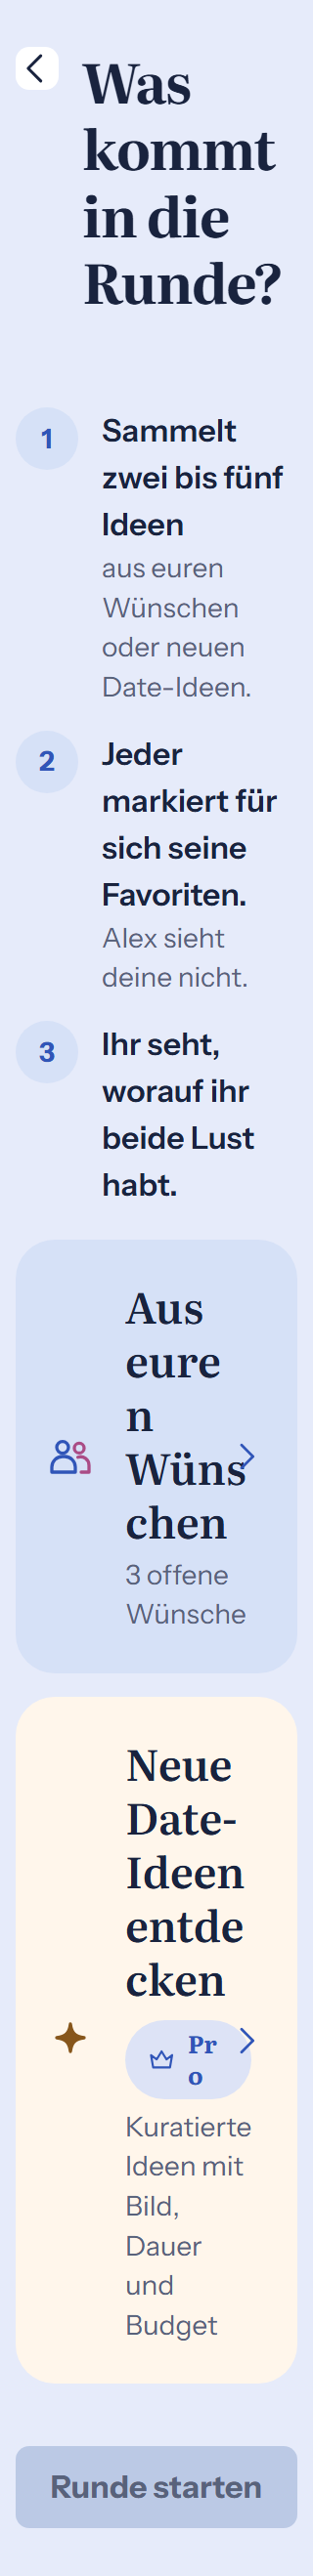 Was
kommt
in die
Runde?
1
Sammelt
zwei bis fünf
Ideen
aus euren
Wünschen
oder neuen
Date-Ideen.
2
Jeder
markiert für
sich seine
Favoriten.
Alex sieht
deine nicht.
3
Ihr seht,
worauf ihr
beide Lust
habt.
Aus
eure
n
Wüns
chen
3 offene
Wünsche
Neue
Date-
Ideen
entde
cken
Pr
o
Kuratierte
Ideen mit
Bild,
Dauer
und
Budget
Runde starten